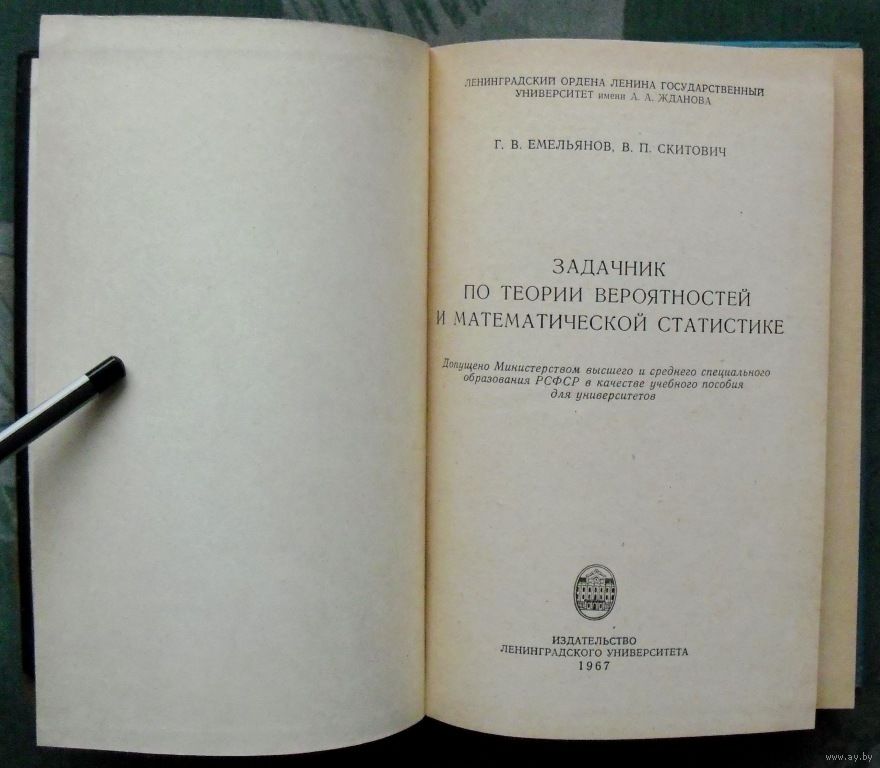 ЛЕНИНГРАДСКИЙ ОРДЕНА ЛЕНИНА ГОСУДАРСТВЕННЫЙ
УНИВЕРСИТЕТ имени А. А. ЖДАНОВА
Г. В. ЕМЕЛЬЯНОВ, В. П. СКИТОВИЧ
ЗАДАЧНИК
ПО ТЕОРИИ ВЕРОЯТНОСТЕЙ
И МАТЕМАТИЧЕСКОЙ СТАТИСТИКЕ
Допущено Министерством высшего и среднего специального
образования РСФСР в качестве учебного пособия
для университетов
ИЗДАТЕЛЬСТВО
ЛЕНИНГРАДСКОГО УНИВЕРСИТЕТА
1967
www.ay.by